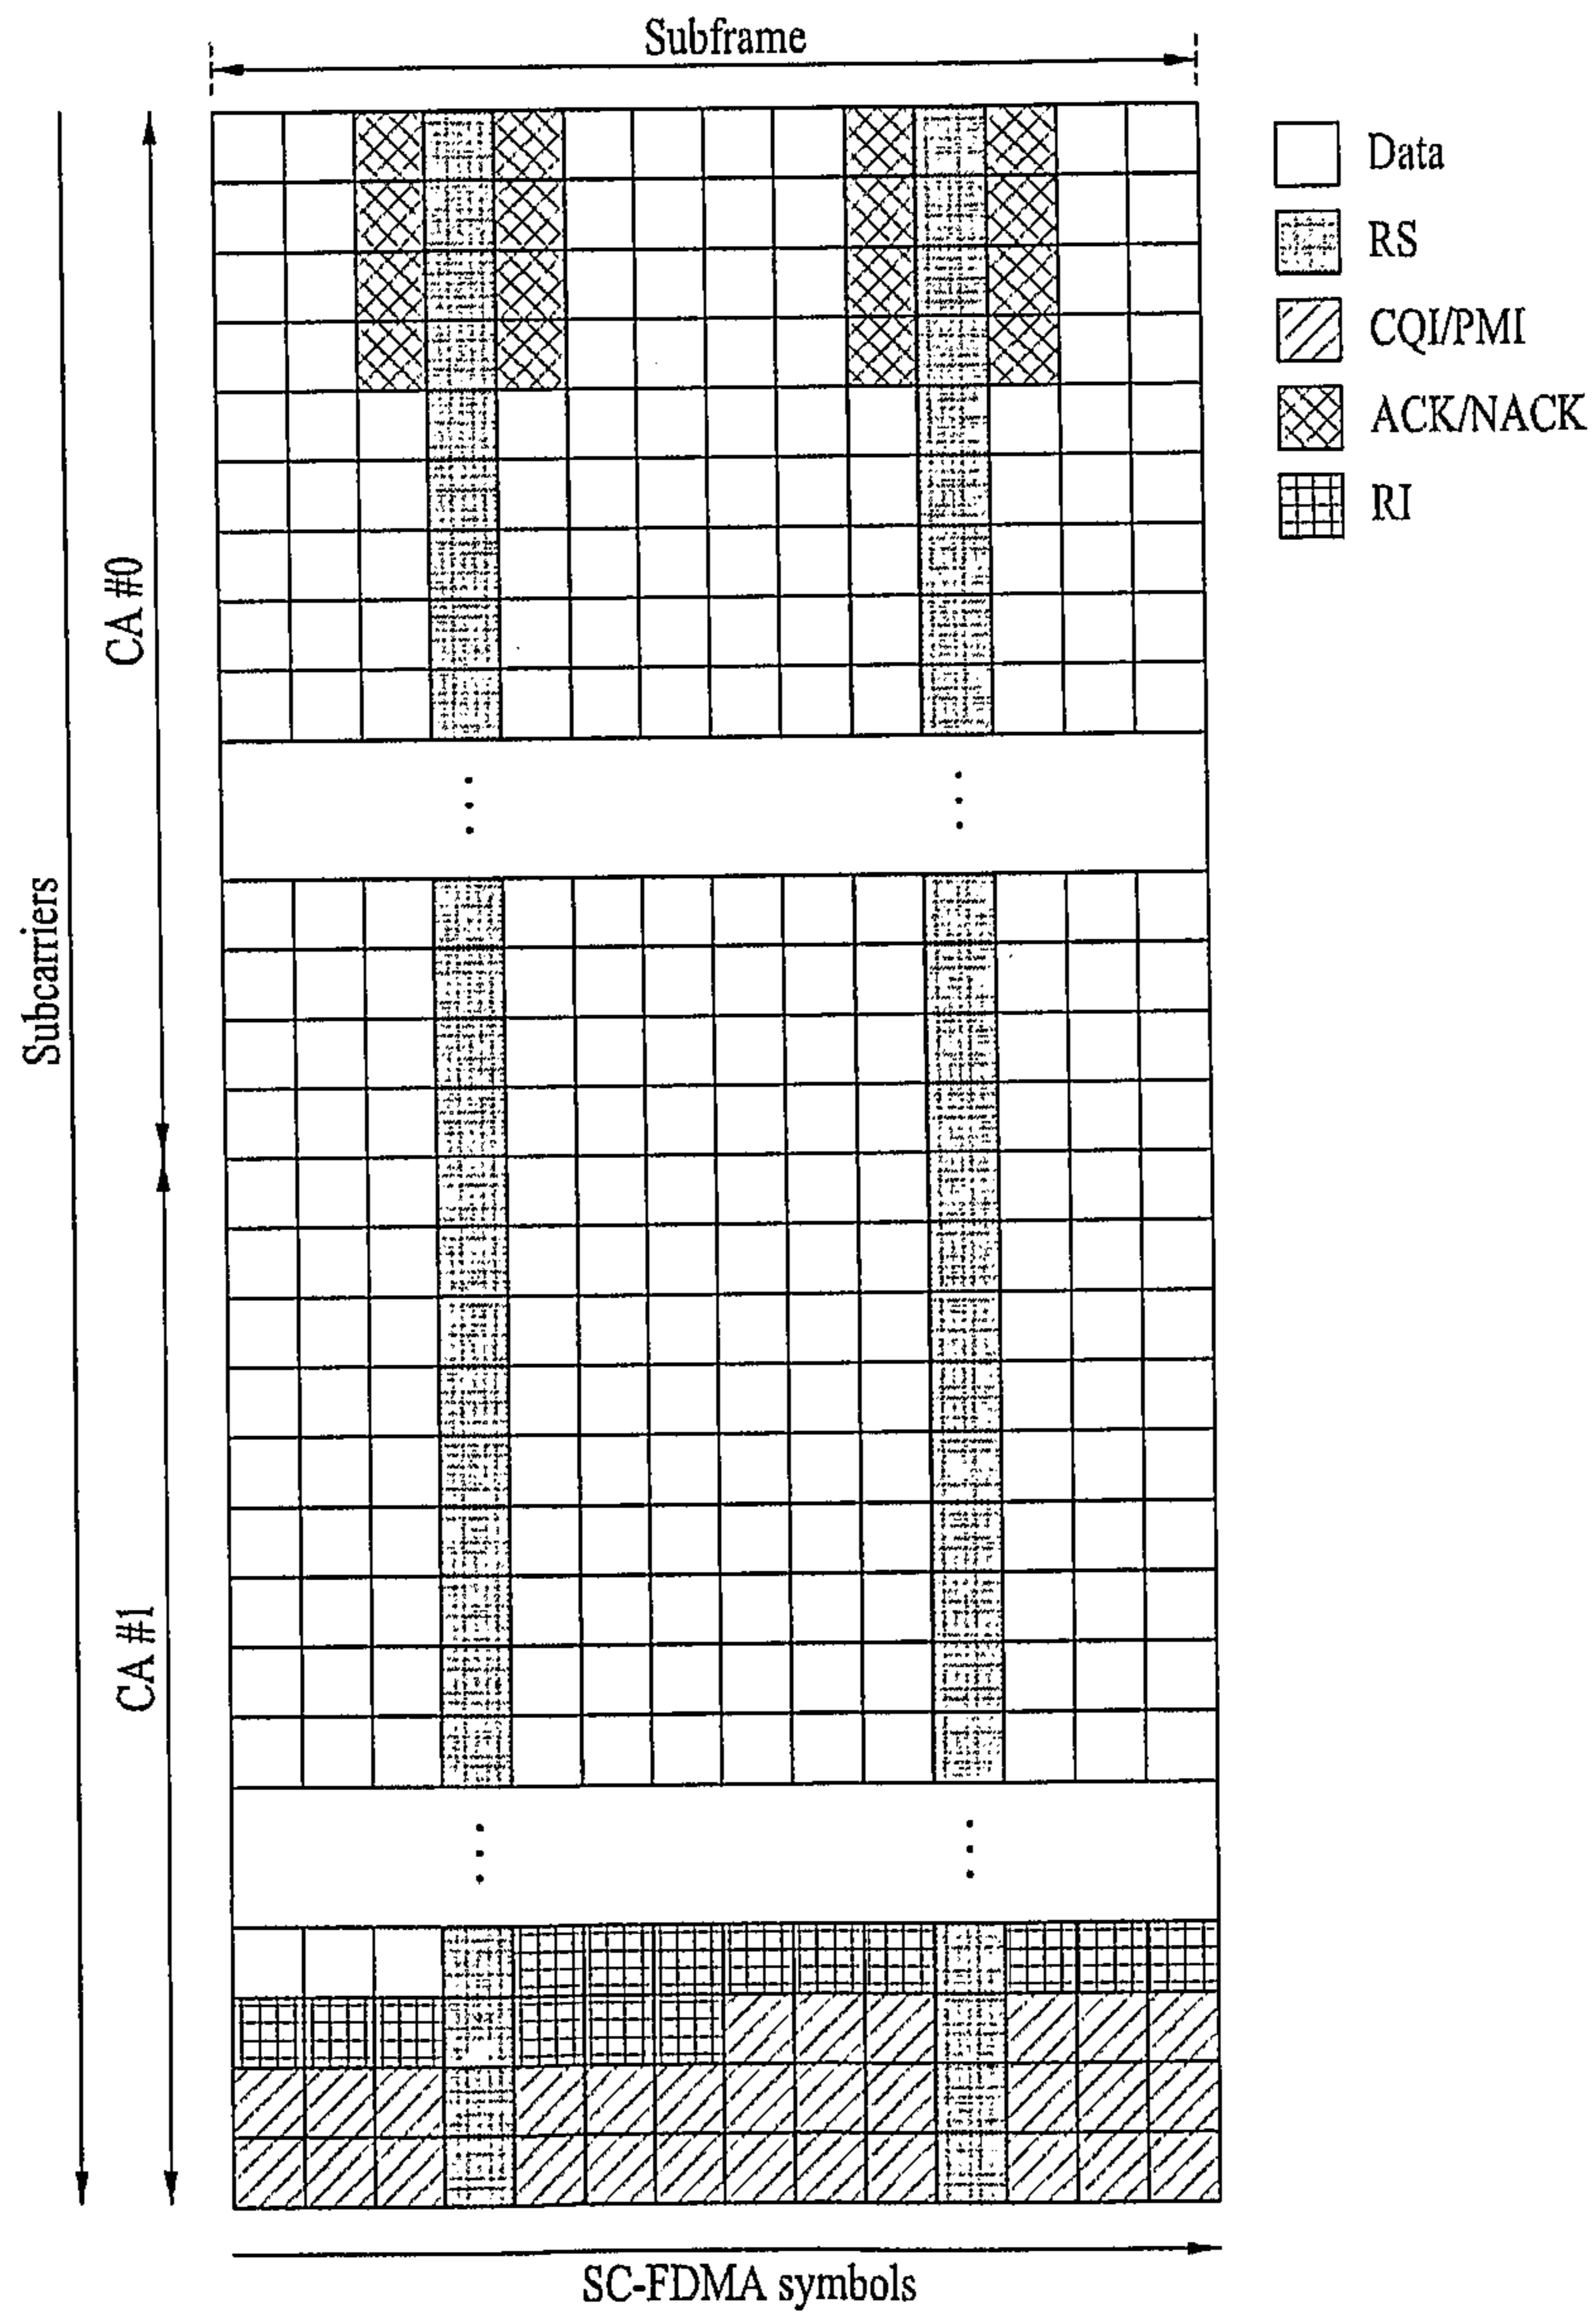 Subframe
Data
RS
CQI/PMI
ACK/NACK
RI
CA #0
Subcarriers
CA #1
SC-FDMA symbols